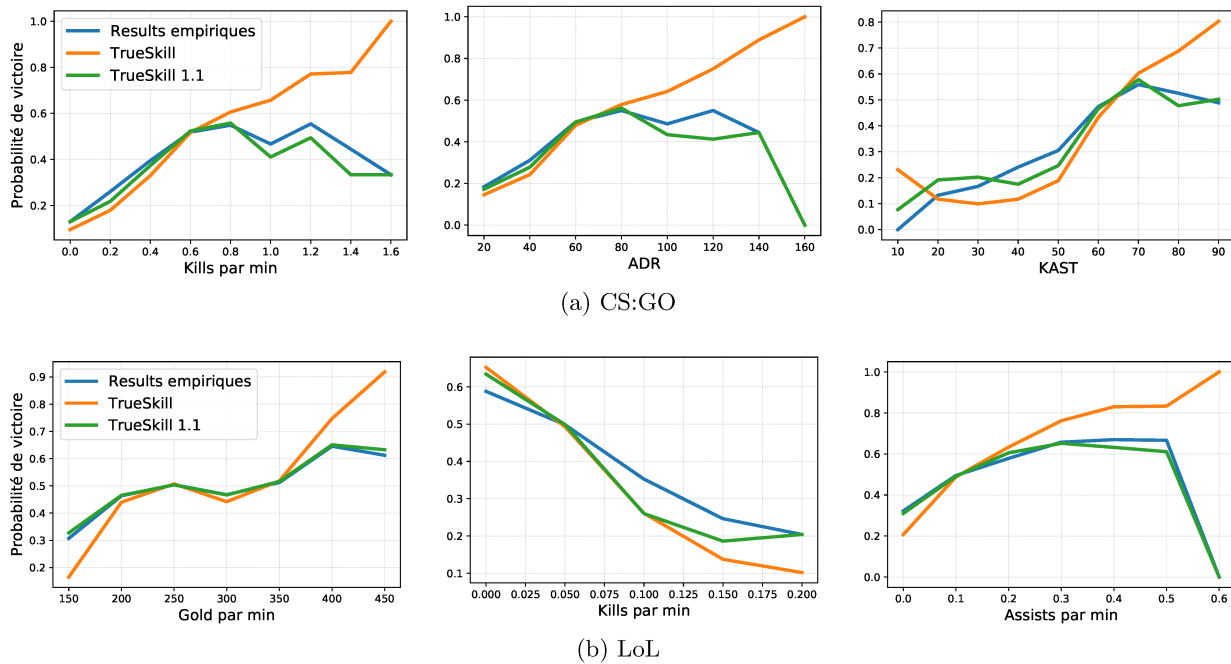 Results empiriques
TrueSkill
TrueSkill 1.1
Probabilité de victoire
1.0
0.8
0.6
0.4
0.2
0.0 0.2 0.4 0.6 0.8 1.0 1.2 1.4 1.6
Kills par min
1.0
0.8
0.6
0.4
0.2
0.0
20 40 60 80 100 120 140 160
ADR
0.8
0.7
0.6
0.5
0.4
0.3
0.2
0.1
0.0
10 20 30 40 50 60 70 80 90
KAST
(a) CS:GO
Results empiriques
TrueSkill
TrueSkill 1.1
Probabilité de victoire
0.9
0.8
0.7
0.6
0.5
0.4
0.3
0.2
150 200 250 300 350 400 450
Gold par min
0.6
0.5
0.4
0.3
0.2
0.1
0.000 0.025 0.050 0.075 0.100 0.125 0.150 0.175 0.200
Kills par min
1.0
0.8
0.6
0.4
0.2
0.0
0.0 0.1 0.2 0.3 0.4 0.5 0.6
Assists par min
(b) LoL